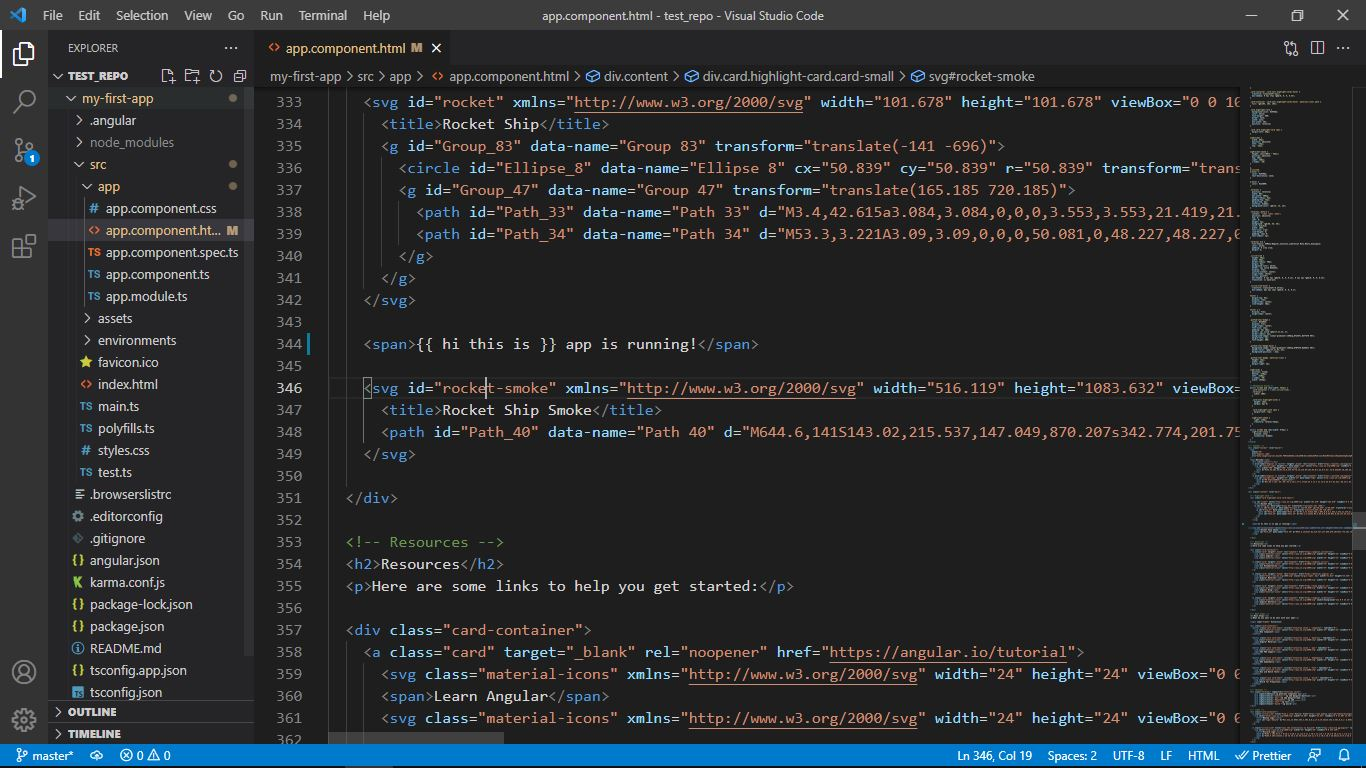 File Edit Selection View Go Run Terminal Help app.component.html - test_repo - Visual Studio Code
EXPLORER
TEST_REPO
my-first-app
.angular
node_modules
src
app
app.component.css
app.component.ht... M
app.component.spec.ts
app.component.ts
app.module.ts
assets
environments
favicon.ico
index.html
main.ts
polyfills.ts
styles.css
test.ts
.browserslistrc
.editorconfig
.gitignore
angular.json
karma.conf.js
package-lock.json
package.json
README.md
tsconfig.app.json
tsconfig.json
OUTLINE
TIMELINE
1
app.component.html M
my-first-app > src > app > app.component.html > div.content > div.card.highlight-card.card-small > svg#rocket-smoke
333 <svg id="rocket" xmlns="http://www.w3.org/2000/svg" width="101.678" height="101.678" viewBox="0 0 10
334 <title>Rocket Ship</title>
335 <g id="Group_83" data-name="Group 83" transform="translate(-141 -696)">
336 <circle id="Ellipse_8" data-name="Ellipse 8" cx="50.839" cy="50.839" r="50.839" transform="trans
337 <g id="Group_47" data-name="Group 47" transform="translate(165.185 720.185)">
338 <path id="Path_33" data-name="Path 33" d="M3.4,42.615a3.084,3.084,0,0,0,3.553,3.553,21.419,21.
339 <path id="Path_34" data-name="Path 34" d="M53.3,3.221A3.09,3.09,0,0,0,50.081,0,48.227,48.227,0
340 </g>
341 </g>
342 </svg>
343
344 <span>{{ hi this is }} app is running!</span>
345
346 <svg id="rocket-smoke" xmlns="http://www.w3.org/2000/svg" width="516.119" height="1083.632" viewBox=
347 <title>Rocket Ship Smoke</title>
348 <path id="Path_40" data-name="Path 40" d="M644.6,141S143.02,215.537,147.049,870.207s342.774,201.75
349 </svg>
350
351 </div>
352
353 <!-- Resources -->
354 <h2>Resources</h2>
355 <p>Here are some links to help you get started:</p>
356
357 <div class="card-container">
358 <a class="card" target="_blank" rel="noopener" href="https://angular.io/tutorial">
359 <svg class="material-icons" xmlns="http://www.w3.org/2000/svg" width="24" height="24" viewBox="0 0
360 <span>Learn Angular</span>
361 <svg class="material-icons" xmlns="http://www.w3.org/2000/svg" width="24" height="24" viewBox="0 0
362
master* 0 0 Ln 346, Col 19 Spaces: 2 UTF-8 LF HTML Prettier